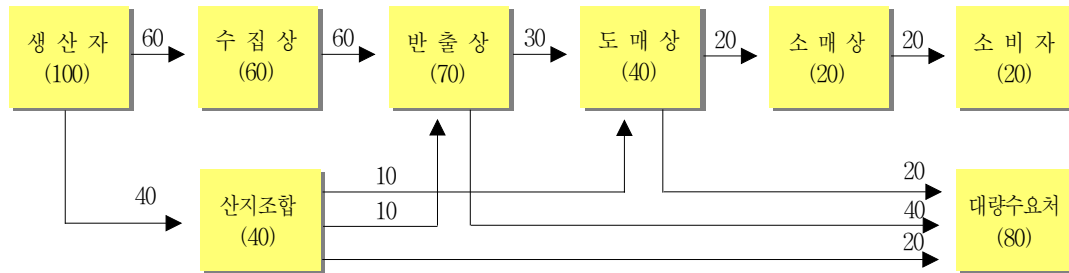 생 산 자
(100)
60
수 집 상
(60)
60
반 출 상
(70)
30
도 매 상
(40)
20
소 매 상
(20)
20
소 비 자
(20)
40
산지조합
(40)
10
10
20
40
20
대량수요처
(80)